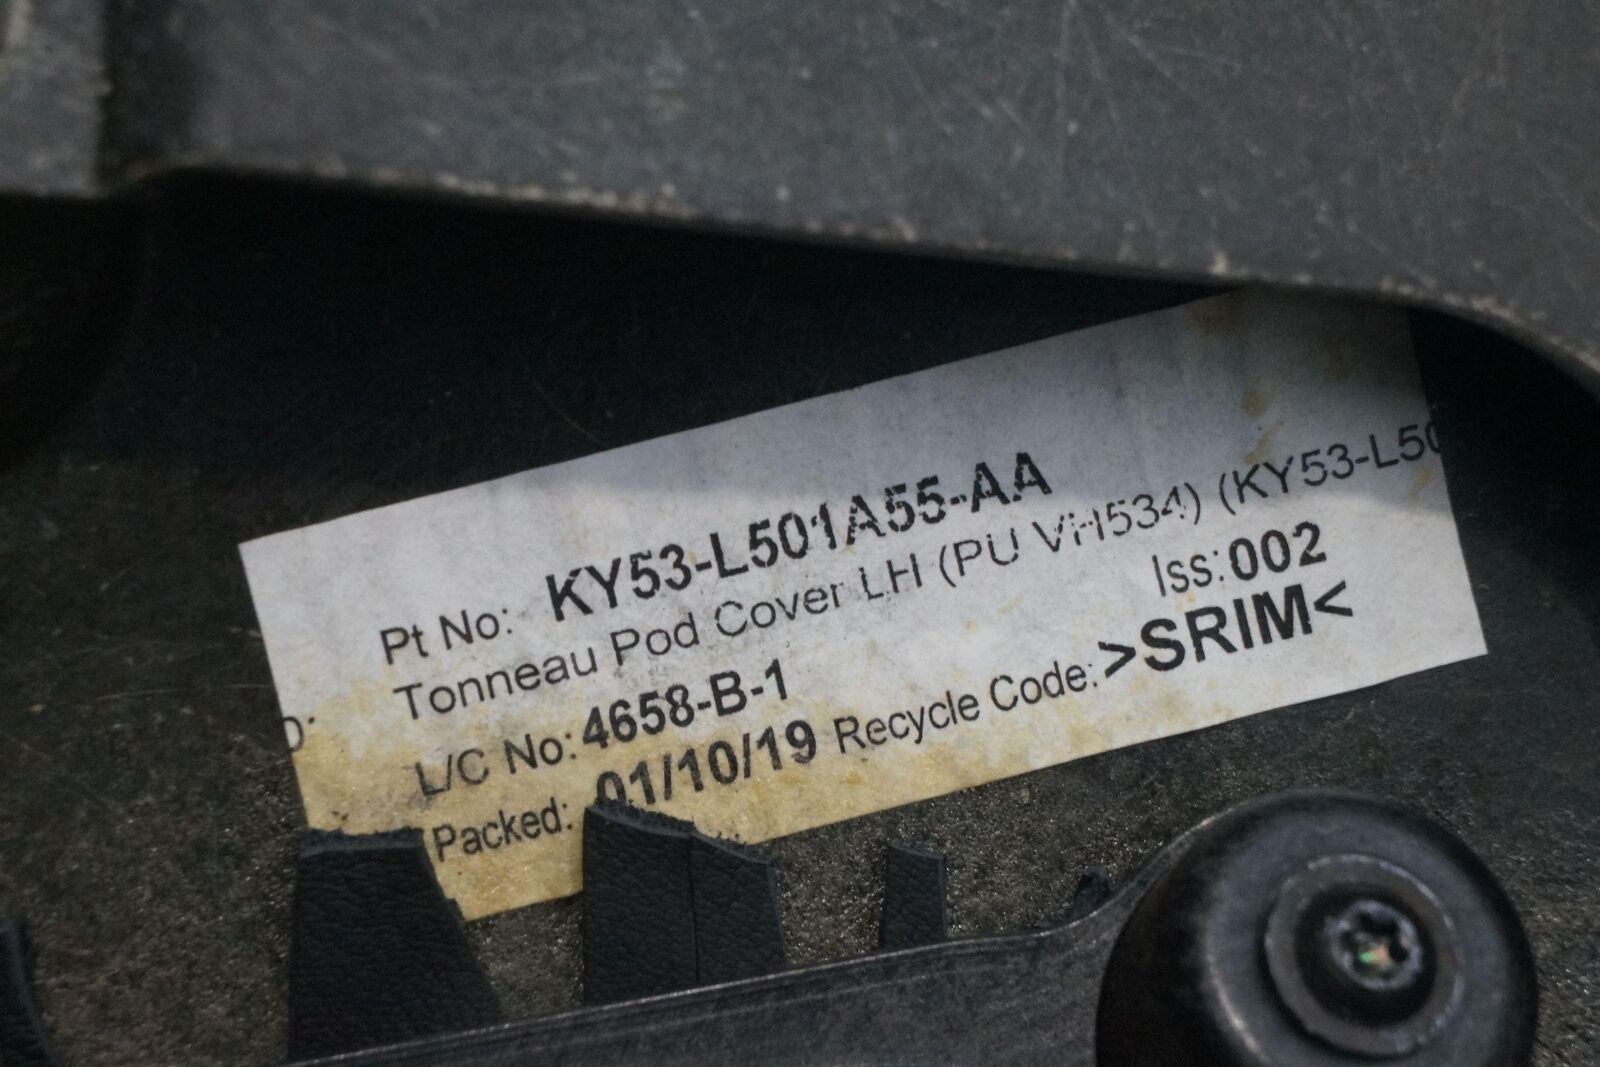 Pt No: KY53-L501A55-AA
Tonneau Pod Cover LH (PU VH534) (KY53-L50
Iss:002
L/C No: 4658-B-1
Packed: 01/10/19 Recycle Code: >SRIM<